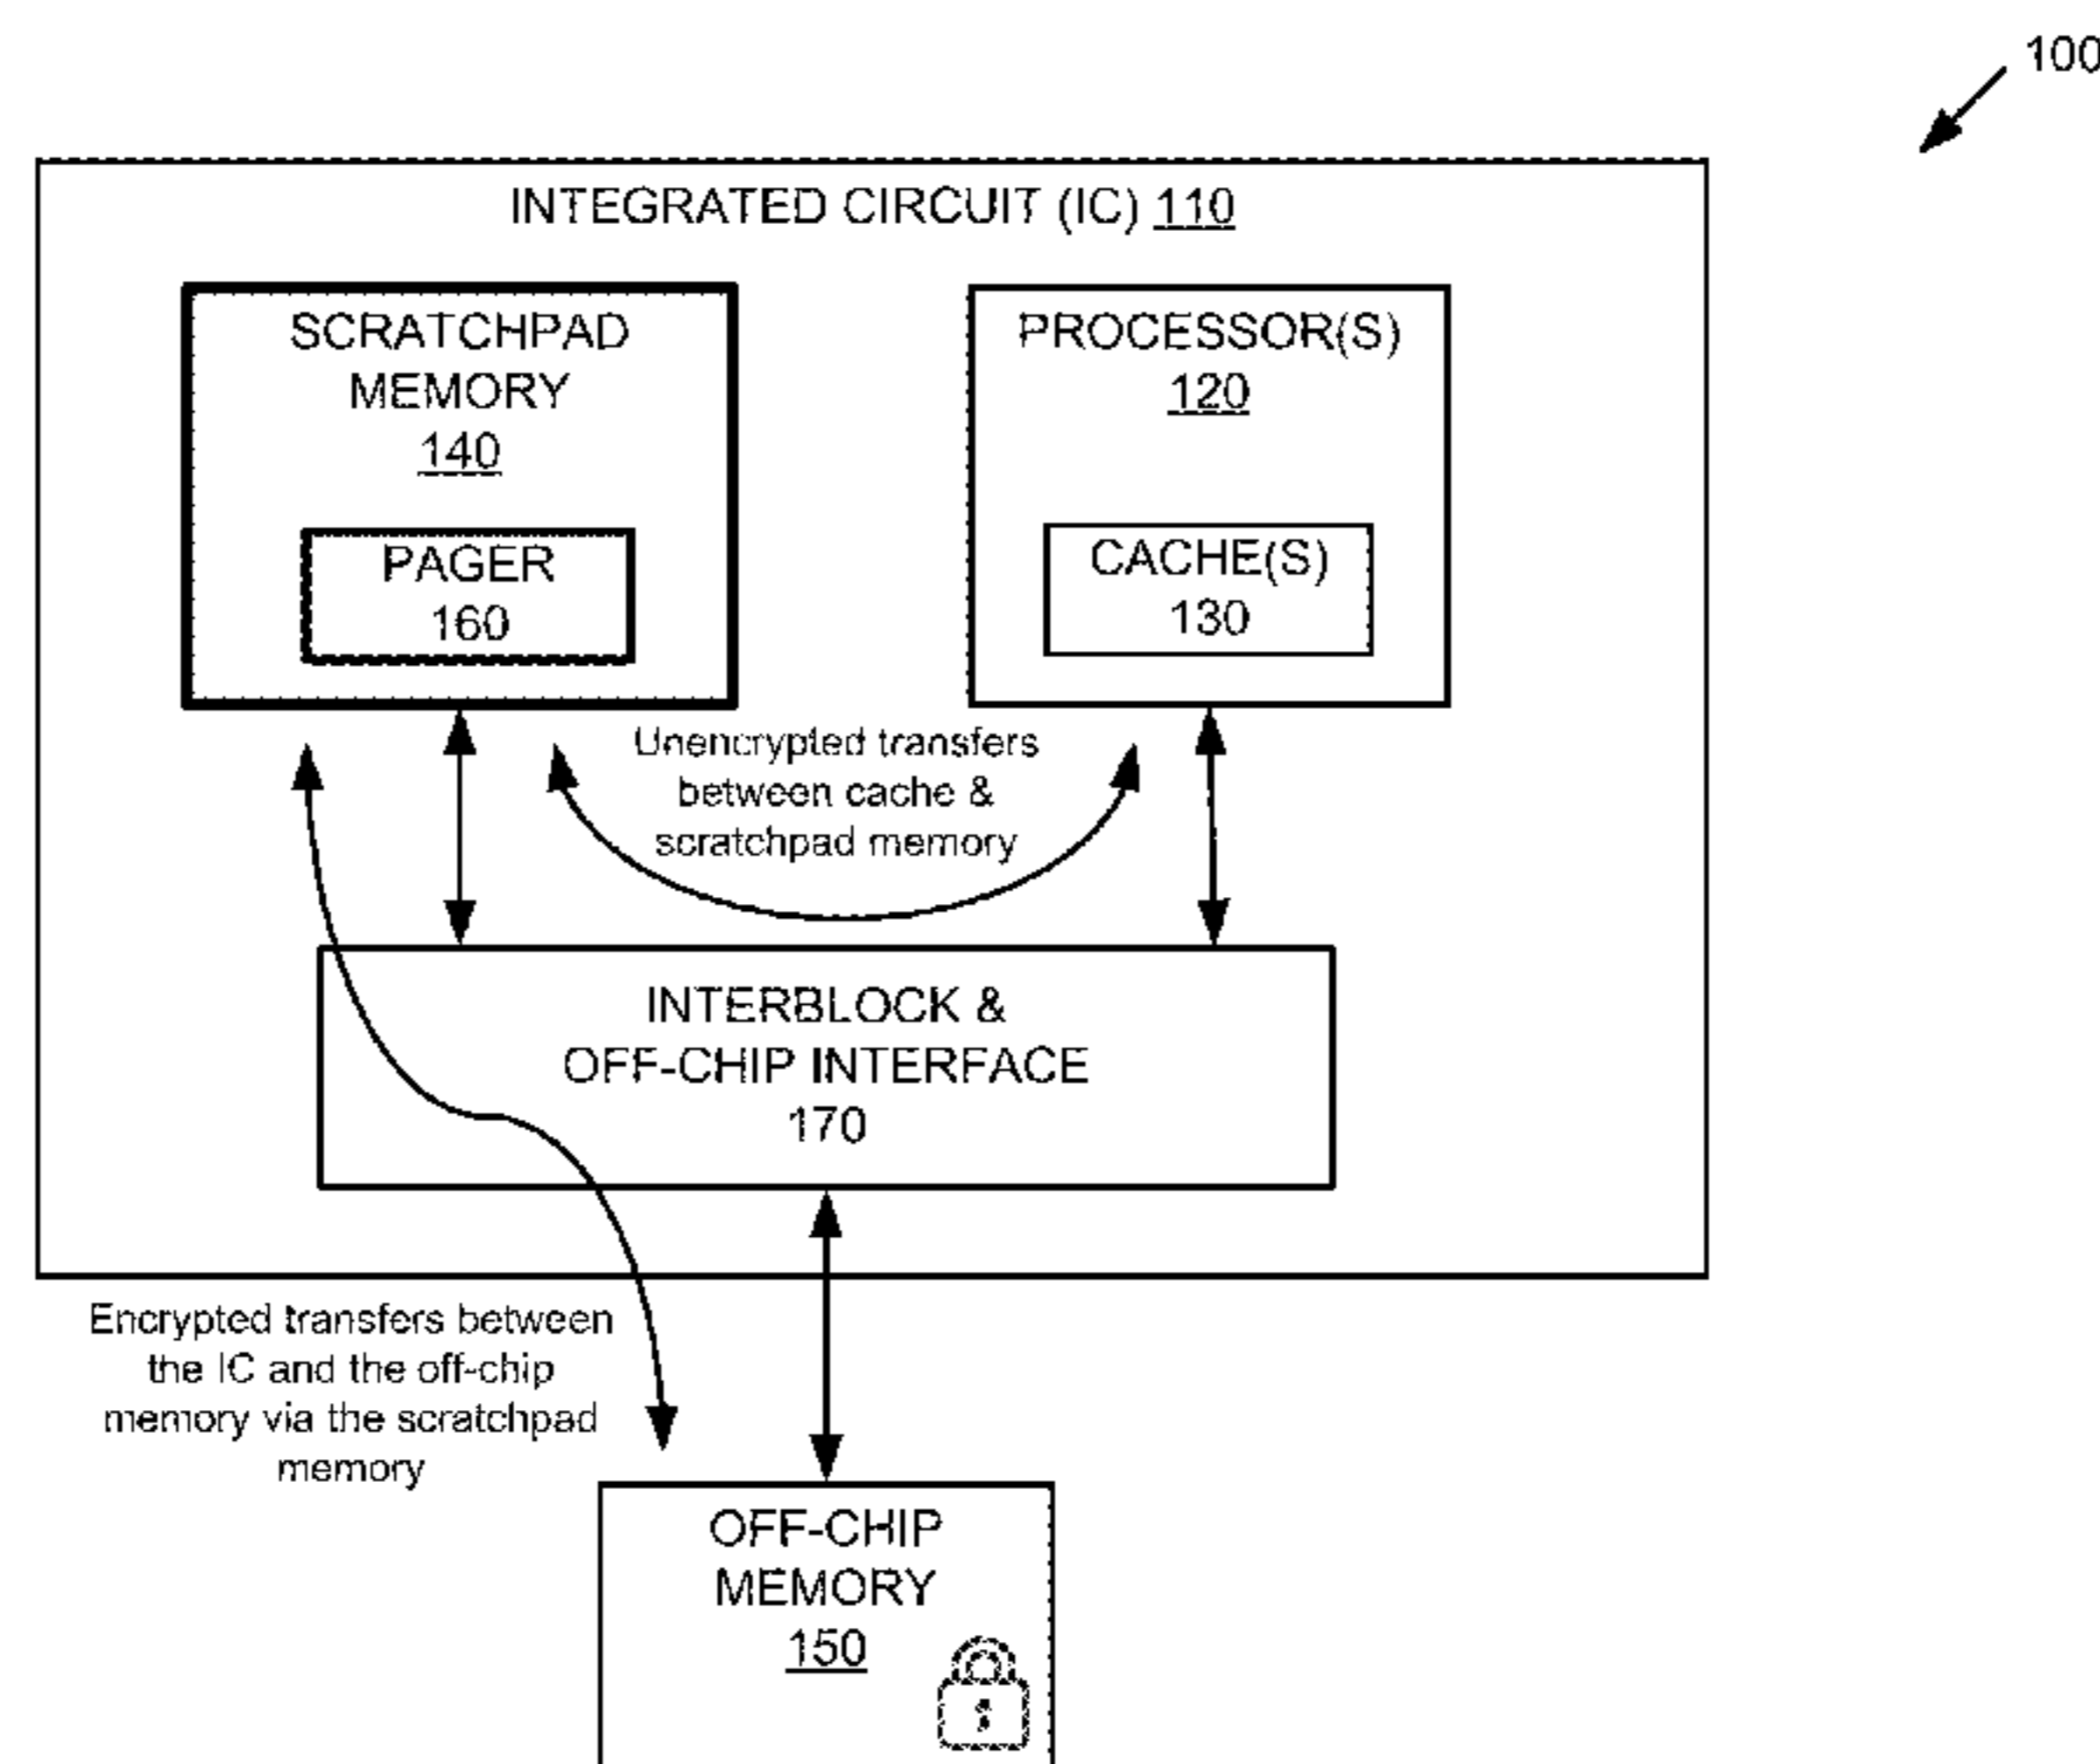 100
INTEGRATED CIRCUIT (IC) 110
SCRATCHPAD
MEMORY
140
PAGER
160
PROCESSOR(S)
120
CACHE(S)
130
Unencrypted transfers
between cache &
scratchpad memory
INTERBLOCK &
OFF-CHIP INTERFACE
170
Encrypted transfers between
the IC and the off-chip
memory via the scratchpad
memory
OFF-CHIP
MEMORY
150